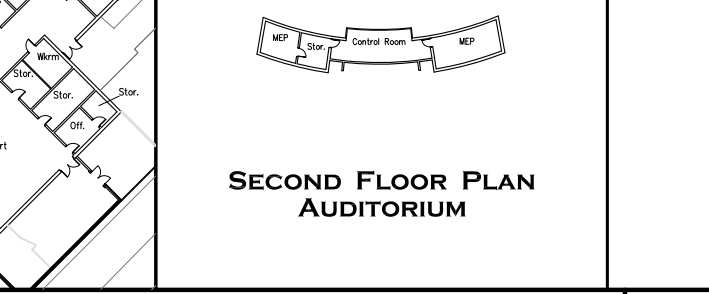 MEP
Stor.
Control Room
MEP
Wkrm
Stor.
Stor.
Stor.
Off.
rt
SECOND FLOOR PLAN
AUDITORIUM